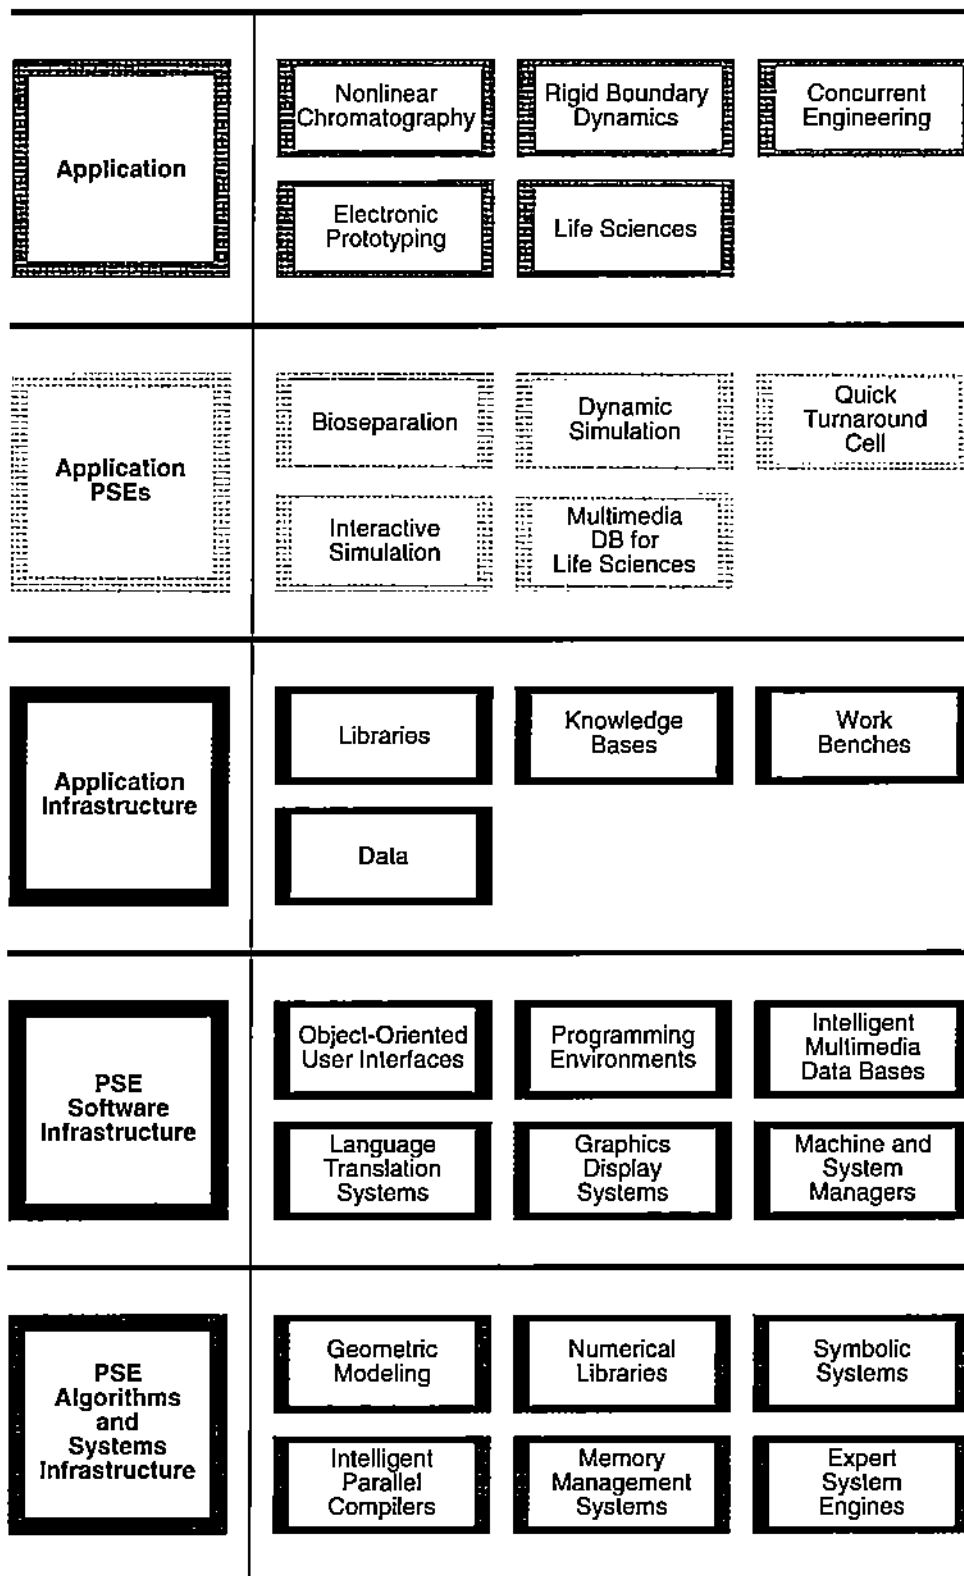 Application
Nonlinear
Chromatography
Rigid Boundary
Dynamics
Concurrent
Engineering
Electronic
Prototyping
Life Sciences
Application
PSEs
Bioseparation
Dynamic
Simulation
Quick
Turnaround
Cell
Interactive
Simulation
Multimedia
DB for
Life Sciences
Application
Infrastructure
Libraries
Knowledge
Bases
Work
Benches
Data
PSE
Software
Infrastructure
Object-Oriented
User Interfaces
Programming
Environments
Intelligent
Multimedia
Data Bases
Language
Translation
Systems
Graphics
Display
Systems
Machine and
System
Managers
PSE
Algorithms
and
Systems
Infrastructure
Geometric
Modeling
Numerical
Libraries
Symbolic
Systems
Intelligent
Parallel
Compilers
Memory
Management
Systems
Expert
System
Engines